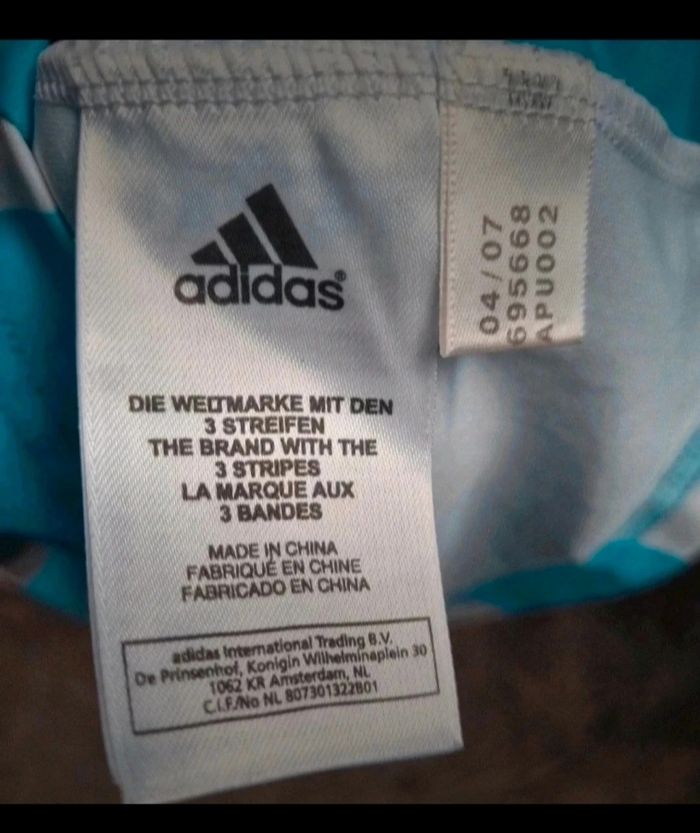 adidas®
DIE WELTMARKE MIT DEN
3 STREIFEN
THE BRAND WITH THE
3 STRIPES
LA MARQUE AUX
3 BANDES
MADE IN CHINA
FABRIQUÉ EN CHINE
FABRICADO EN CHINA
adidas International Trading B.V.
De Prinsenhof, Konigin Wilhelminaplein 30
1062 KR Amsterdam, NL
C.I.F./No NL 807301322B01
04/07
695668
APU002